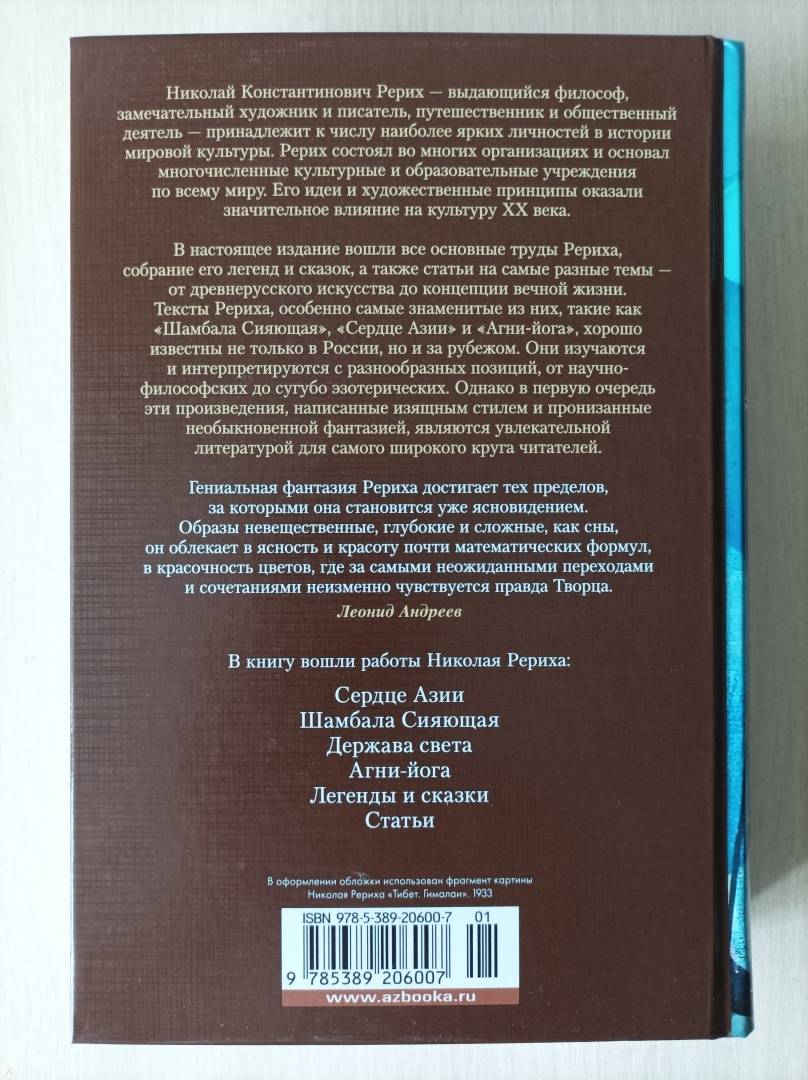 Николай Константинович Рерих — выдающийся философ,
замечательный художник и писатель, путешественник и общественный
деятель — принадлежит к числу наиболее ярких личностей в истории
мировой культуры. Рерих состоял во многих организациях и основал
многочисленные культурные и образовательные учреждения
по всему миру. Его идеи и художественные принципы оказали
значительное влияние на культуру XX века.
В настоящее издание вошли все основные труды Рериха,
собрание его легенд и сказок, а также статьи на самые разные темы —
от древнерусского искусства до концепции вечной жизни.
Тексты Рериха, особенно самые знаменитые из них, такие как
«Шамбала Сияющая», «Сердце Азии» и «Агни-йога», хорошо
известны не только в России, но и за рубежом. Они изучаются
и интерпретируются с разнообразных позиций, от научно-
философских до сугубо эзотерических. Однако в первую очередь
эти произведения, написанные изящным стилем и пронизанные
необыкновенной фантазией, являются увлекательной
литературой для самого широкого круга читателей.
Гениальная фантазия Рериха достигает тех пределов,
за которыми она становится уже ясновидением.
Образы невещественные, глубокие и сложные, как сны,
он облекает в ясность и красоту почти математических формул,
в красочность цветов, где за самыми неожиданными переходами
и сочетаниями неизменно чувствуется правда Творца.
Леонид Андреев
В книгу вошли работы Николая Рериха:
Сердце Азии
Шамбала Сияющая
Держава света
Агни-йога
Легенды и сказки
Статьи
В оформлении обложки использован фрагмент картины
Николая Рериха «Тибет. Гималаи». 1933
ISBN 978-5-389-20600-7 01
9 785389 206007
www.azbooka.ru